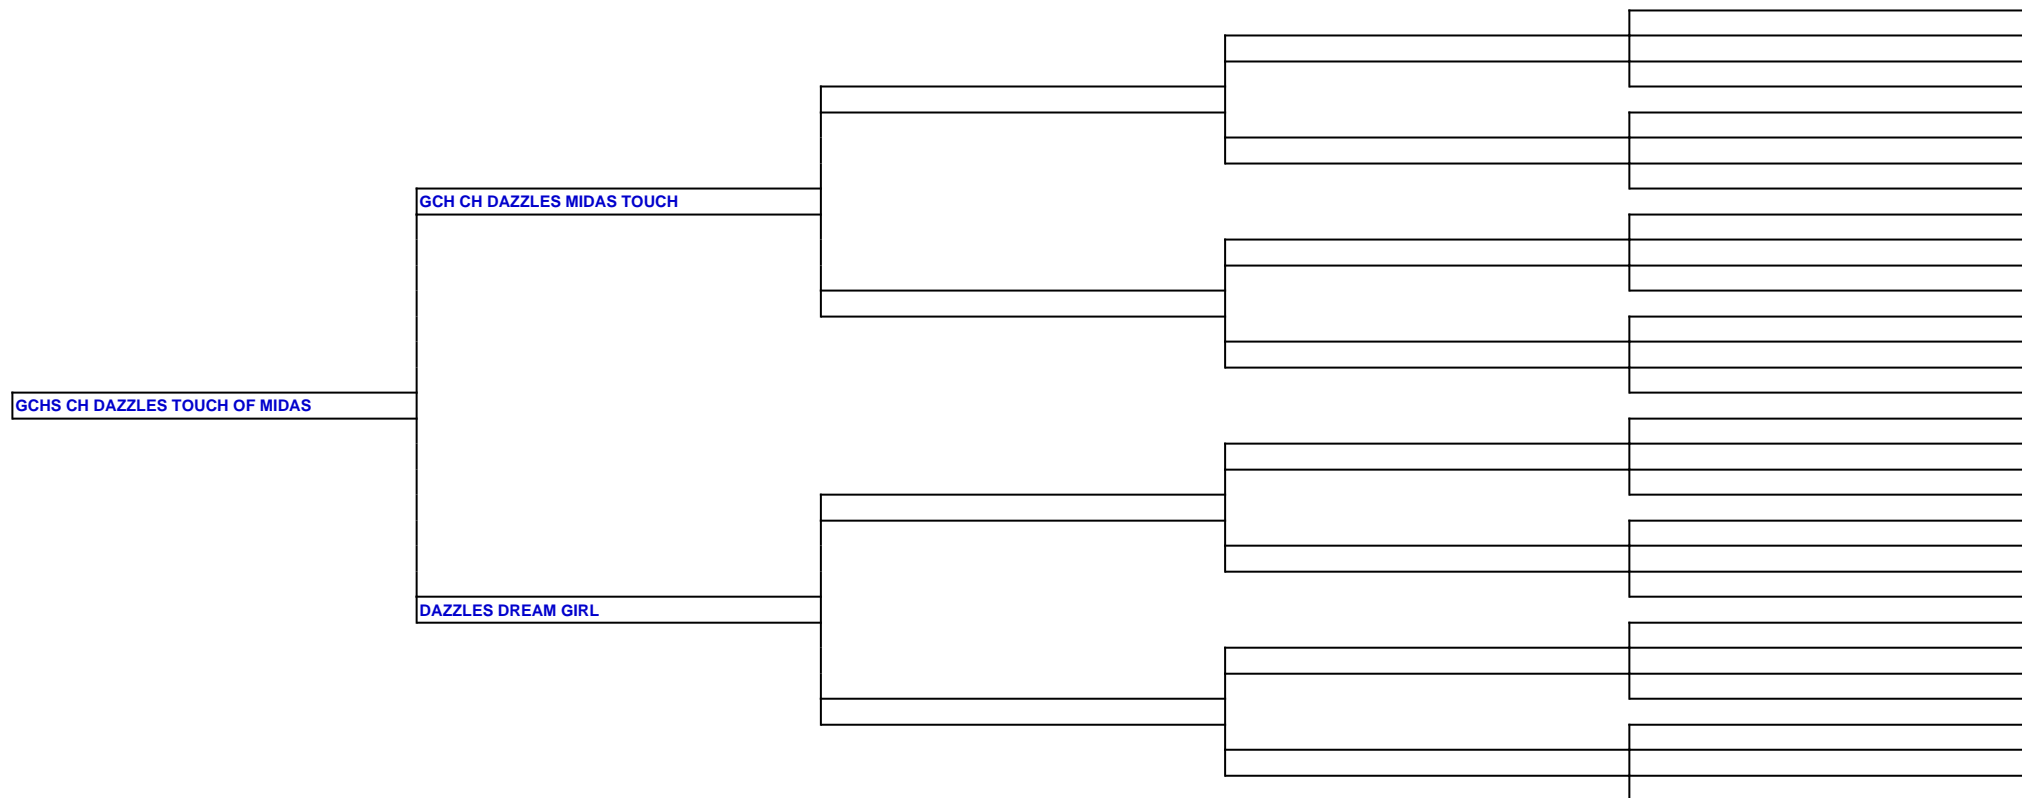 GCH CH DAZZLES MIDAS TOUCH
GCHS CH DAZZLES TOUCH OF MIDAS
DAZZLES DREAM GIRL